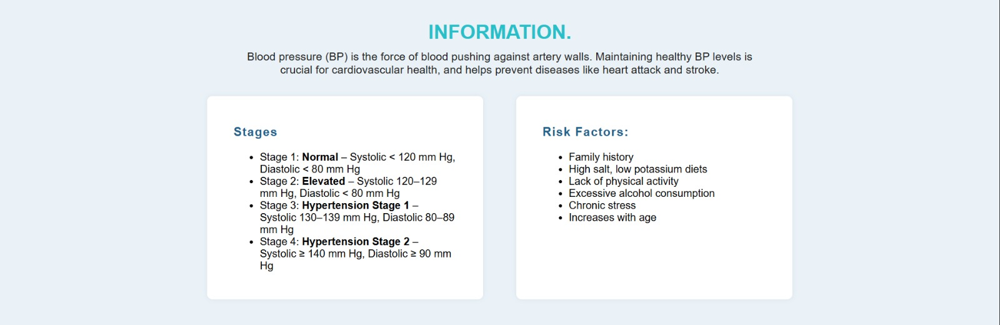 INFORMATION.
Blood pressure (BP) is the force of blood pushing against artery walls. Maintaining healthy BP levels is
crucial for cardiovascular health, and helps prevent diseases like heart attack and stroke.
Stages
• Stage 1: Normal – Systolic < 120 mm Hg,
Diastolic < 80 mm Hg
• Stage 2: Elevated – Systolic 120–129
mm Hg, Diastolic < 80 mm Hg
• Stage 3: Hypertension Stage 1 –
Systolic 130–139 mm Hg, Diastolic 80–89
mm Hg
• Stage 4: Hypertension Stage 2 –
Systolic ≥ 140 mm Hg, Diastolic ≥ 90 mm
Hg
Risk Factors:
• Family history
• High salt, low potassium diets
• Lack of physical activity
• Excessive alcohol consumption
• Chronic stress
• Increases with age